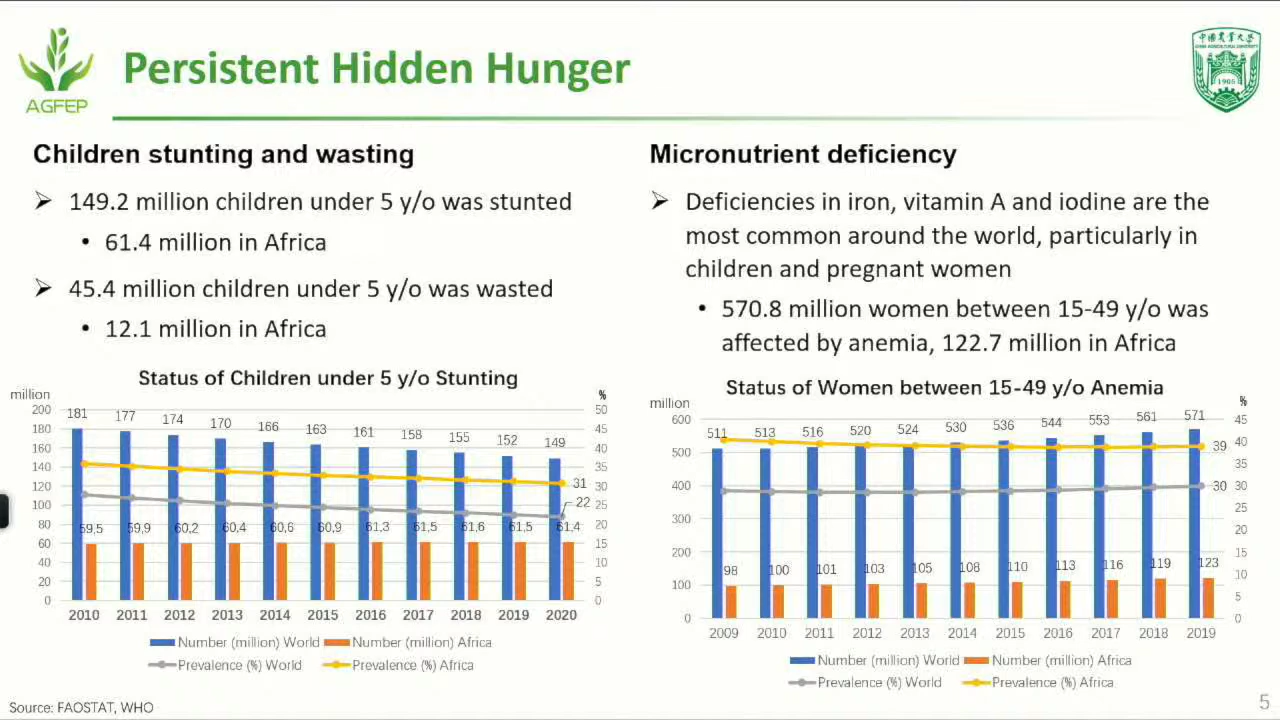 AGFEP
Persistent Hidden Hunger
中国农业大学
CHINA AGRICULTURAL UNIVERSITY
1905
Children stunting and wasting
➢ 149.2 million children under 5 y/o was stunted
• 61.4 million in Africa
➢ 45.4 million children under 5 y/o was wasted
• 12.1 million in Africa
Micronutrient deficiency
➢ Deficiencies in iron, vitamin A and iodine are the
most common around the world, particularly in
children and pregnant women
• 570.8 million women between 15-49 y/o was
affected by anemia, 122.7 million in Africa
Status of Children under 5 y/o Stunting
million
%
200
180
160
140
120
100
80
60
40
20
0
181 177 174 170 166 163 161 158 155 152 149
59,5 59,9 60,2 60,4 60,6 60,9 61,3 61,5 61,6 61,5 61,4
31
22
50
45
40
35
30
25
20
15
10
5
0
2010 2011 2012 2013 2014 2015 2016 2017 2018 2019 2020
Number (million) World Number (million) Africa
Prevalence (%) World Prevalence (%) Africa
Status of Women between 15-49 y/o Anemia
million
%
600
500
400
300
200
100
0
511 513 516 520 524 530 536 544 553 561 571
98 100 101 103 105 108 110 113 116 119 123
39
30
45
40
35
30
25
20
15
10
5
0
2009 2010 2011 2012 2013 2014 2015 2016 2017 2018 2019
Number (million) World Number (million) Africa
Prevalence (%) World Prevalence (%) Africa
Source: FAOSTAT, WHO
5